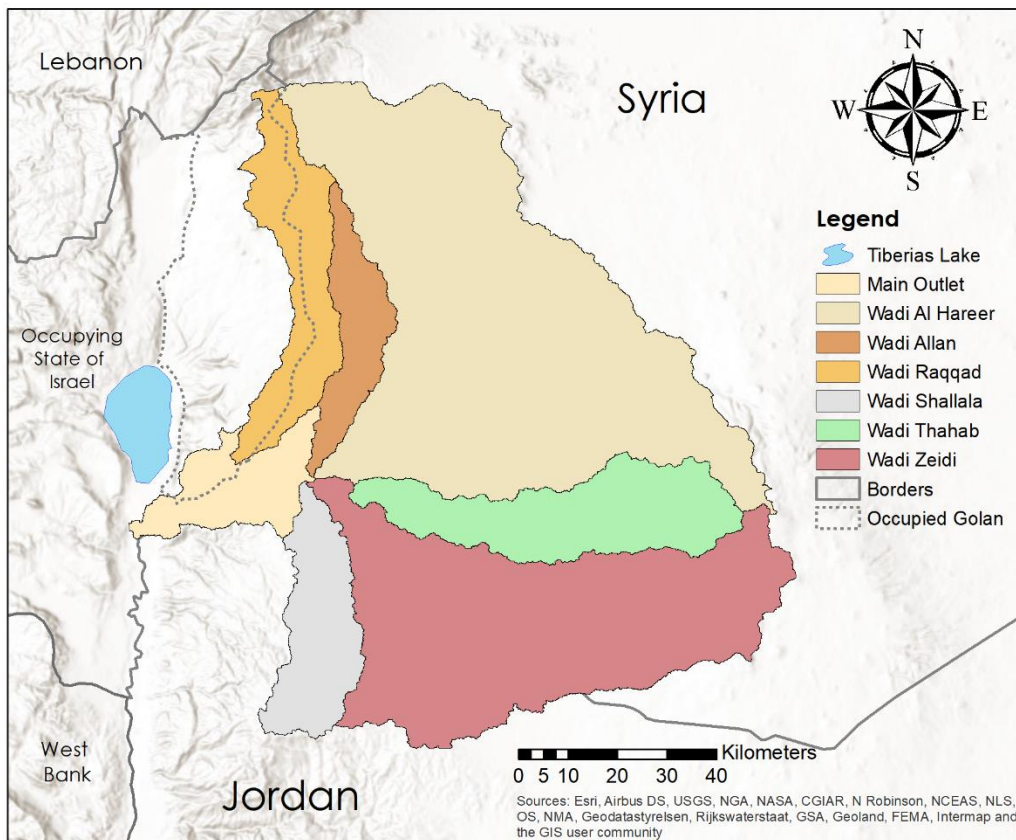 Lebanon
Syria
N
W
E
S
Legend
Tiberias Lake
Main Outlet
Wadi Al Hareer
Wadi Allan
Wadi Raqqad
Wadi Shallala
Wadi Thahab
Wadi Zeidi
Borders
Occupied Golan
Occupying
State of
Israel
West
Bank
Jordan
Kilometers
0 5 10 20 30 40
Sources: Esri, Airbus DS, USGS, NGA, NASA, CGIAR, N Robinson, NCEAS, NLS,
OS, NMA, Geodatastyrelsen, Rijkswaterstaat, GSA, Geoland, FEMA, Intermap and
the GIS user community